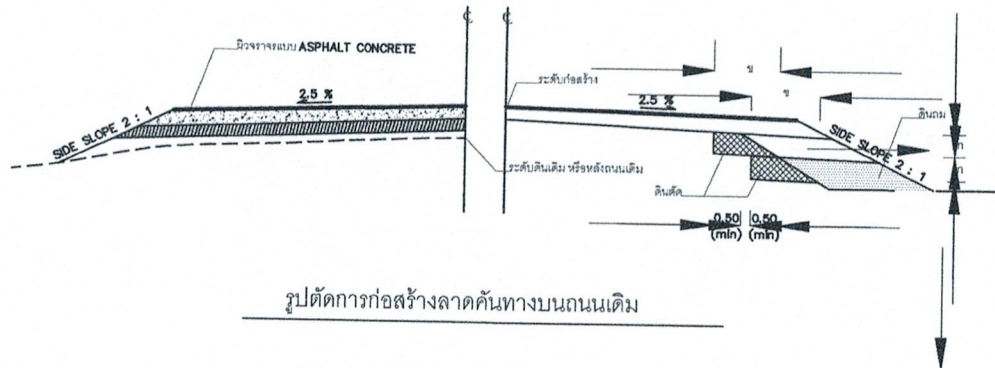 ℄ ℄
ผิวจราจรแบบ ASPHALT CONCRETE
ข
ระดับก่อสร้าง
ข
2.5 %
2.5 %
ดินถม
SIDE SLOPE 2 : 1
SIDE SLOPE 2 : 1
ก
ระดับดินเดิม หรือหลังถนนเดิม
ก
ดินตัด
0.50 0.50
(min) (min)
รูปตัดการก่อสร้างลาดคันทางบนถนนเดิม